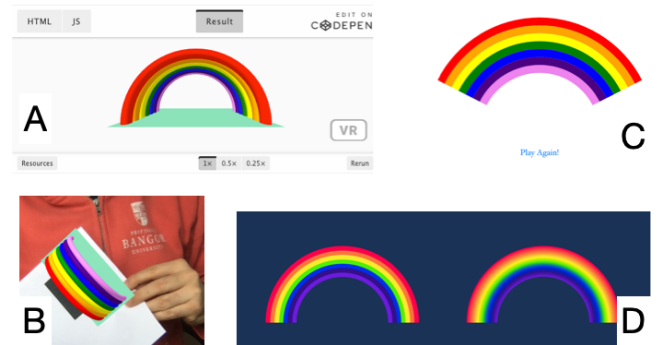 HTML
JS
Result
EDIT ON
CODEPEN
A
VR
Resources
1×
0.5×
0.25×
Rerun
C
Play Again!
BANGOR
UNIVERSITY
B
D